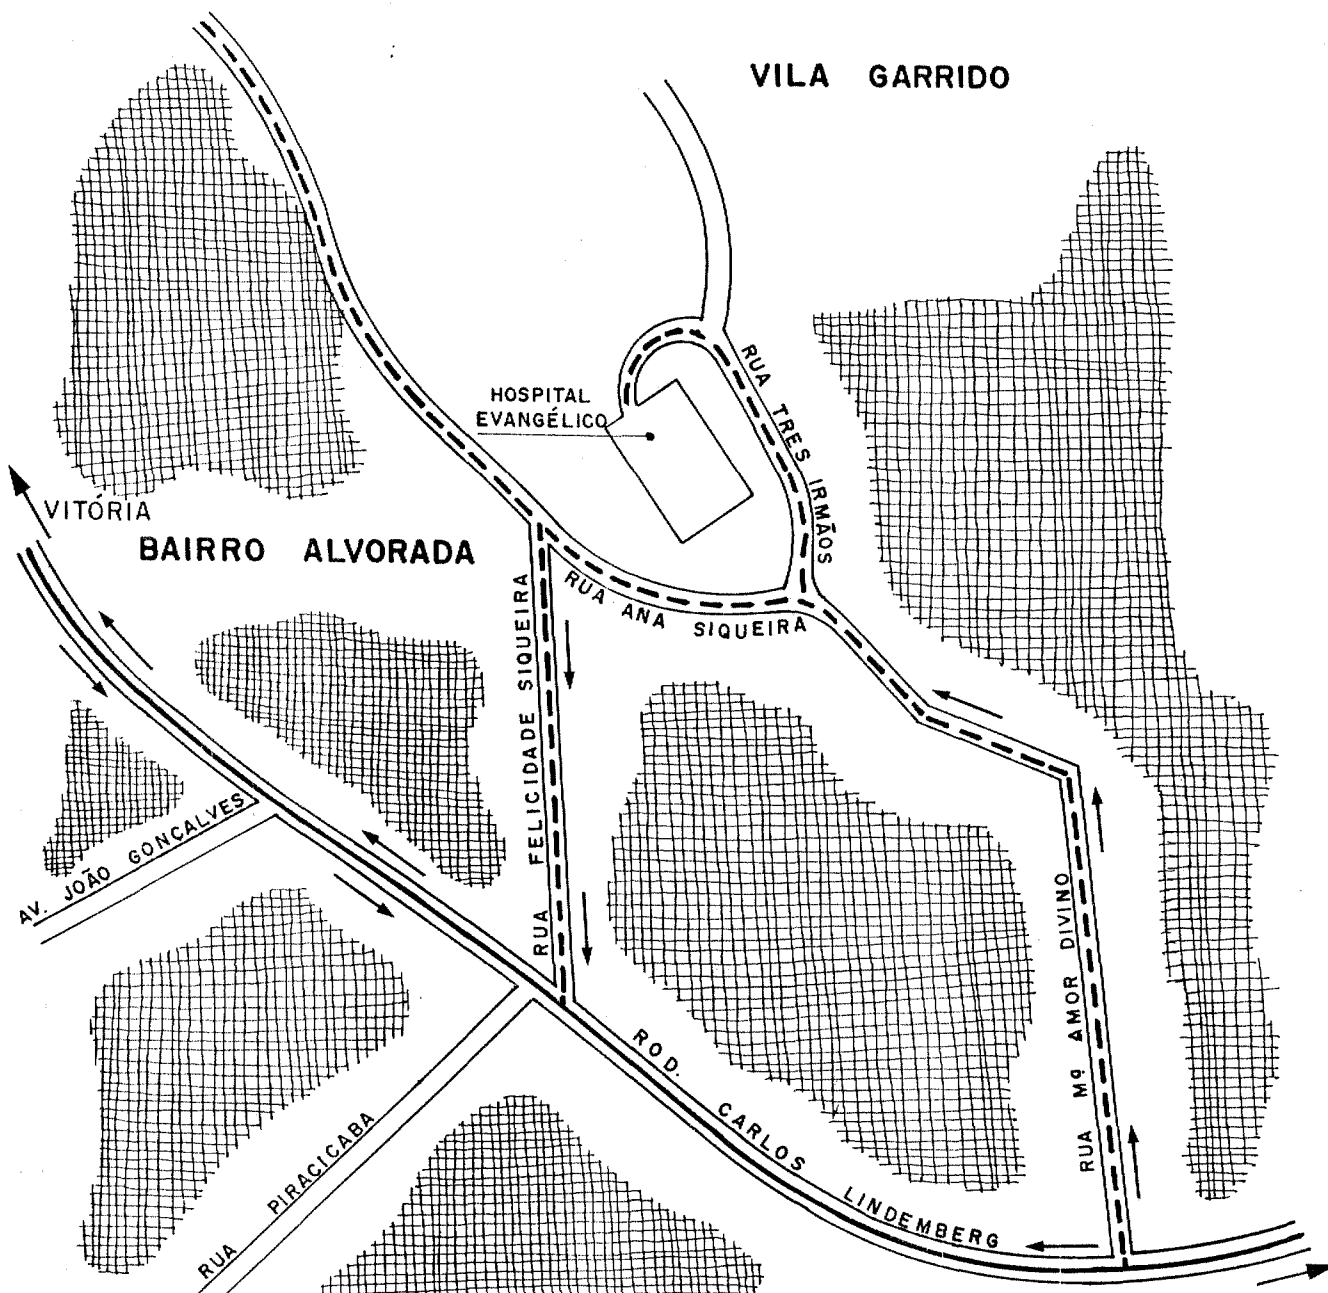 VILA GARRIDO
RUA TRES IRMÃOS
HOSPITAL
EVANGÉLICO
VITÓRIA
BAIRRO ALVORADA
RUA ANA SIQUEIRA
RUA FELICIDADE SIQUEIRA
AV. JOÃO GONÇALVES
RUA Mª AMOR DIVINO
ROD. CARLOS LINDEMBERG
RUA PIRACICABA